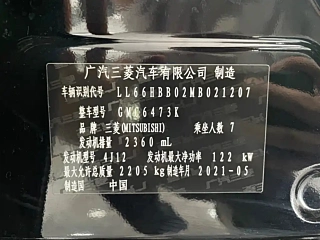 广汽三菱汽车有限公司 制造
车辆识别代号 LL66HBB02MB021207
整车型号 GMC6473K
品牌 三菱(MITSUBISHI) 乘坐人数 7
发动机排量 2360 mL
发动机型号 4J12 发动机最大净功率 122 kW
最大允许总质量 2205 kg 制造年月 2021-05
制造国 中国